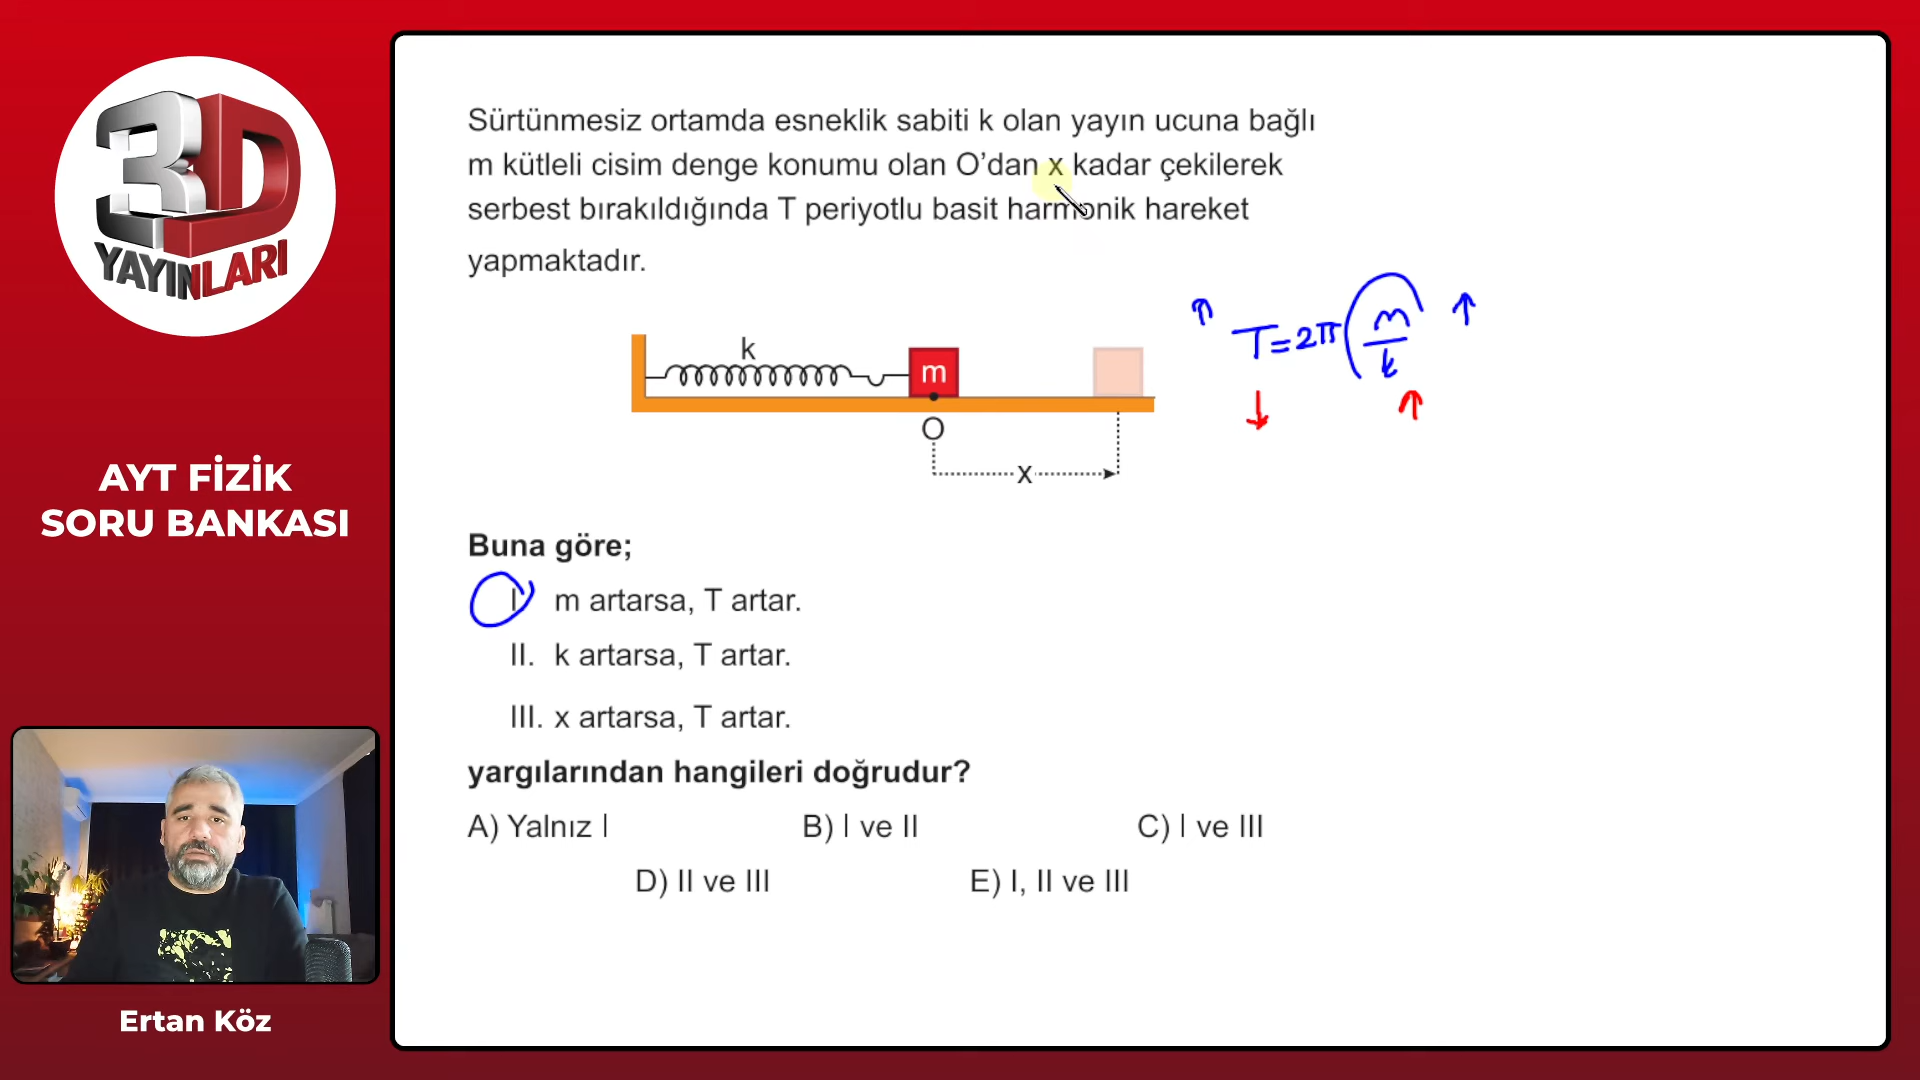 3D
YAYINLARI
AYT FİZİK
SORU BANKASI
Ertan Köz
Sürtünmesiz ortamda esneklik sabiti k olan yayın ucuna bağlı
m kütleli cisim denge konumu olan O’dan x kadar çekilerek
serbest bırakıldığında T periyotlu basit harmonik hareket
yapmaktadır.
k
m
O
x
↑ T = 2π √(m/k) ↑
↓ ↑
Buna göre;
I. m artarsa, T artar.
II. k artarsa, T artar.
III. x artarsa, T artar.
yargılarından hangileri doğrudur?
A) Yalnız I B) I ve II C) I ve III
D) II ve III E) I, II ve III